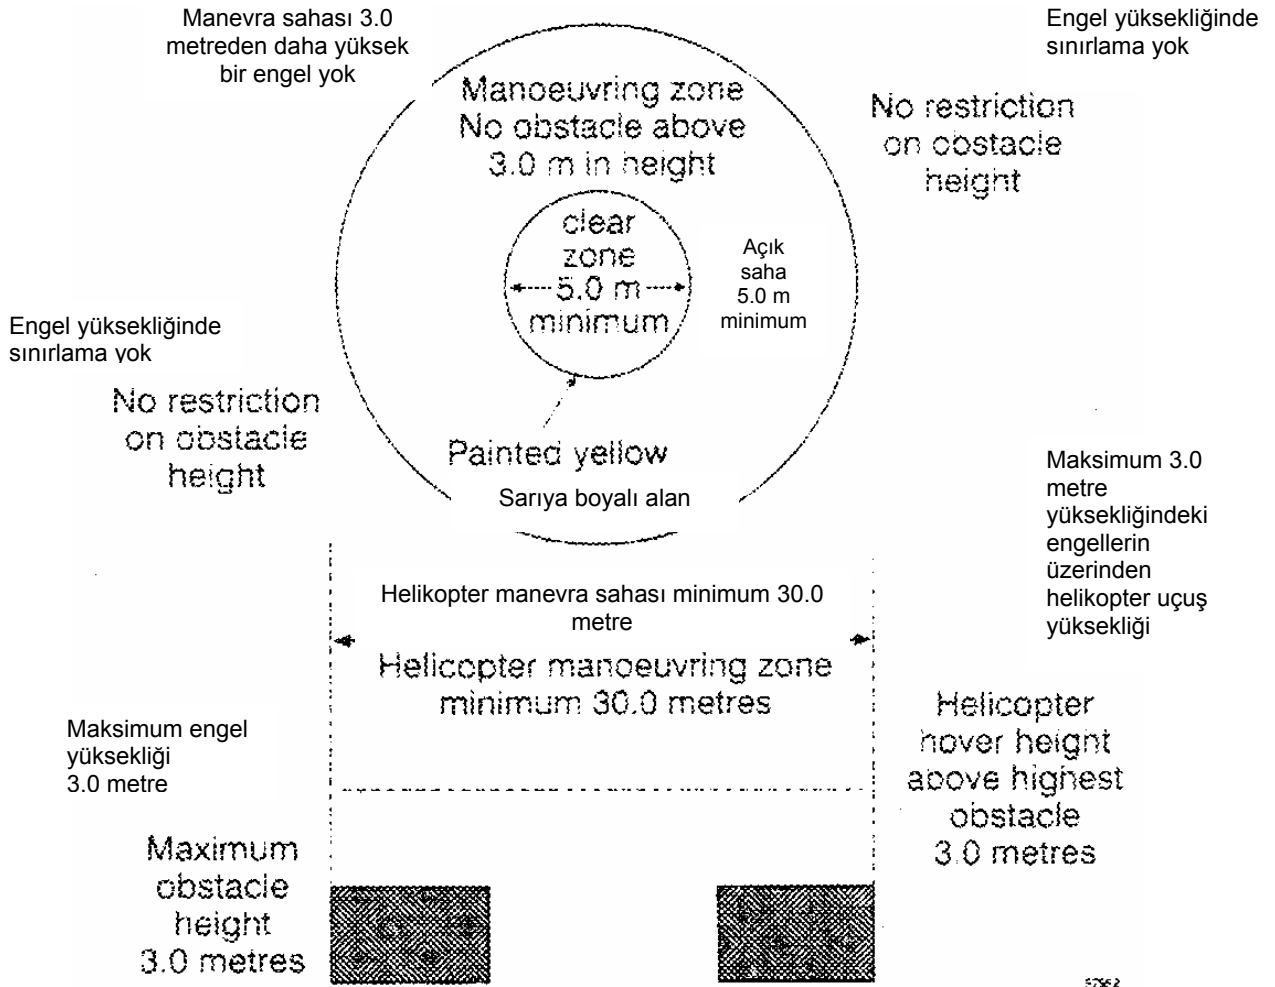 Manevra sahası 3.0
metreden daha yüksek
bir engel yok
Engel yüksekliğinde
sınırlama yok
Manoeuvring zone
No obstacle above
3.0 m in height
No restriction
on obstacle
height
clear
zone
5.0 m
minimum
Açık
saha
5.0 m
minimum
Engel yüksekliğinde
sınırlama yok
No restriction
on obstacle
height
Painted yellow
Sarıya boyalı alan
Maksimum 3.0
metre
yüksekliğindeki
engellerin
üzerinden
helikopter uçuş
yüksekliği
Helikopter manevra sahası minimum 30.0
metre
Helicopter manoeuvring zone
minimum 30.0 metres
Maksimum engel
yüksekliği
3.0 metre
Helicopter
hover height
above highest
obstacle
3.0 metres
Maximum
obstacle
height
3.0 metres